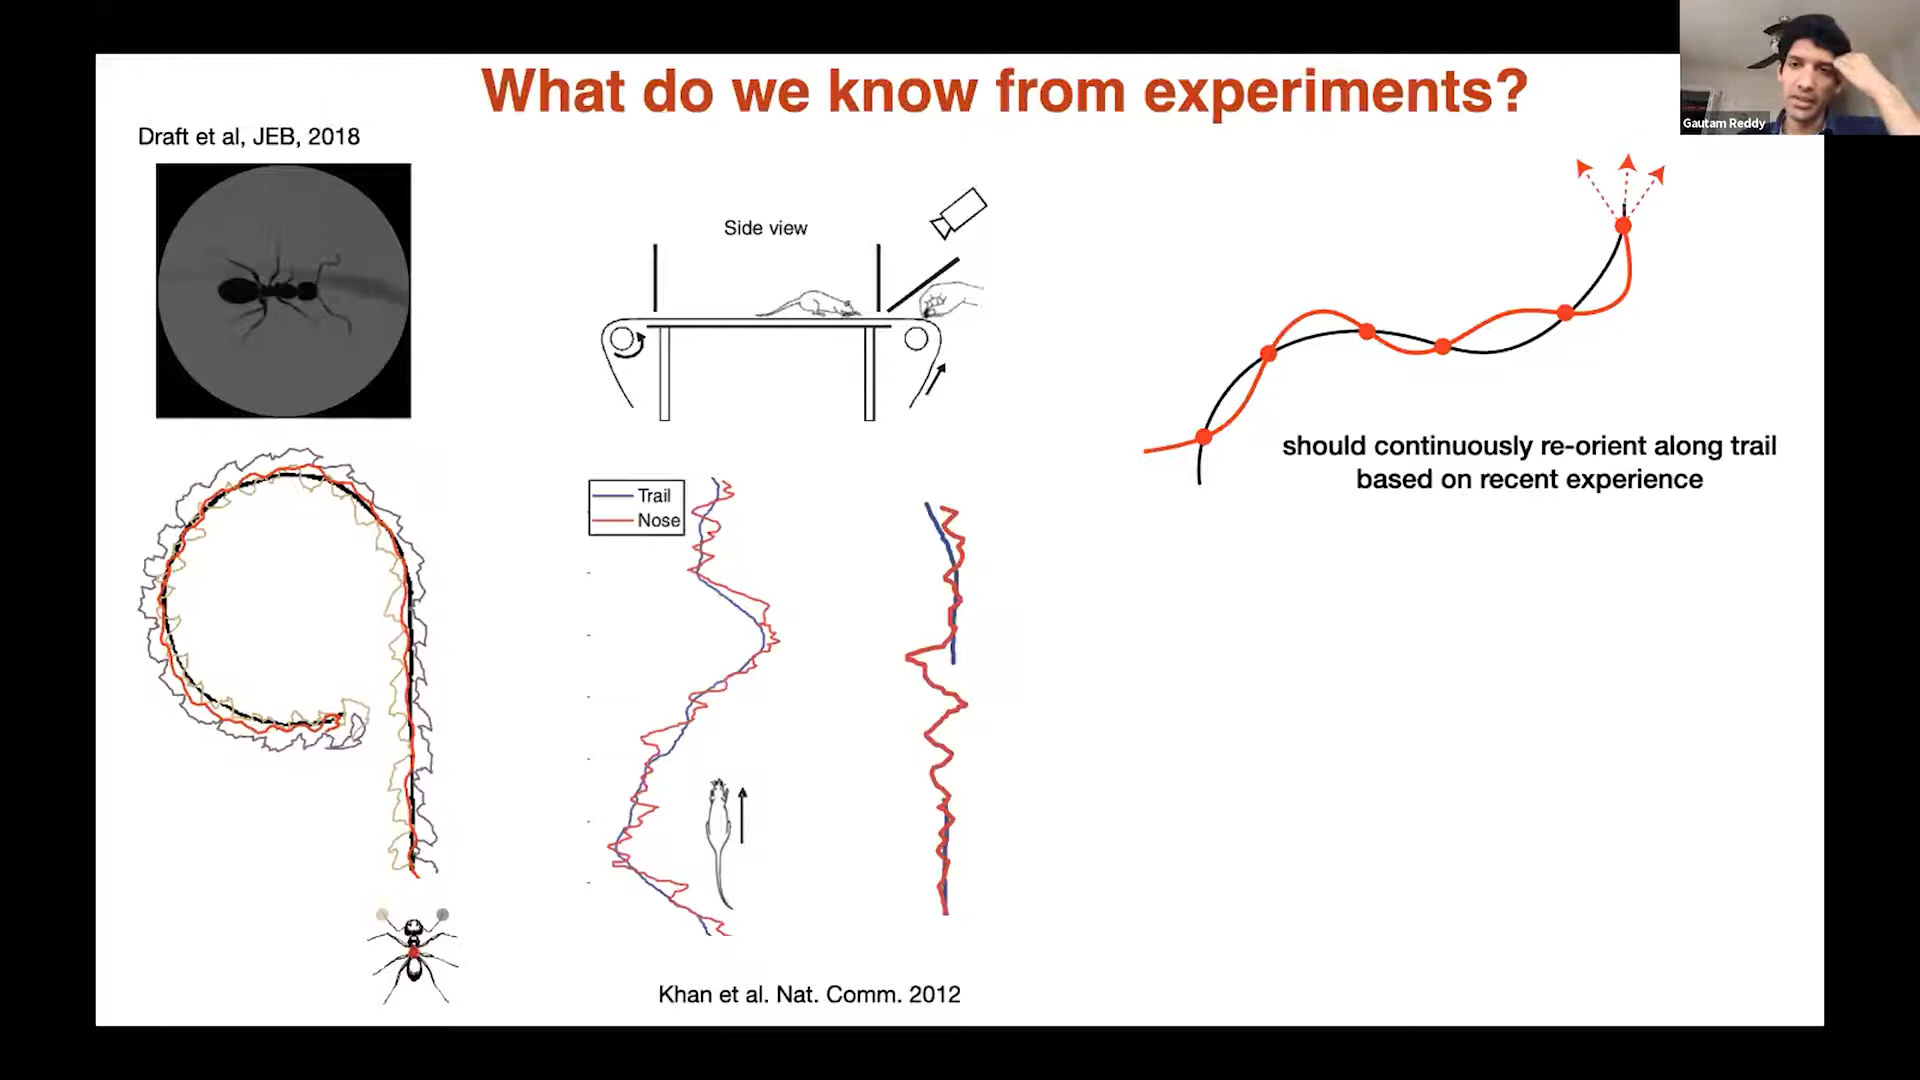 What do we know from experiments?
Gautam Reddy
Draft et al, JEB, 2018
Side view
should continuously re-orient along trail
based on recent experience
Trail
Nose
Khan et al. Nat. Comm. 2012